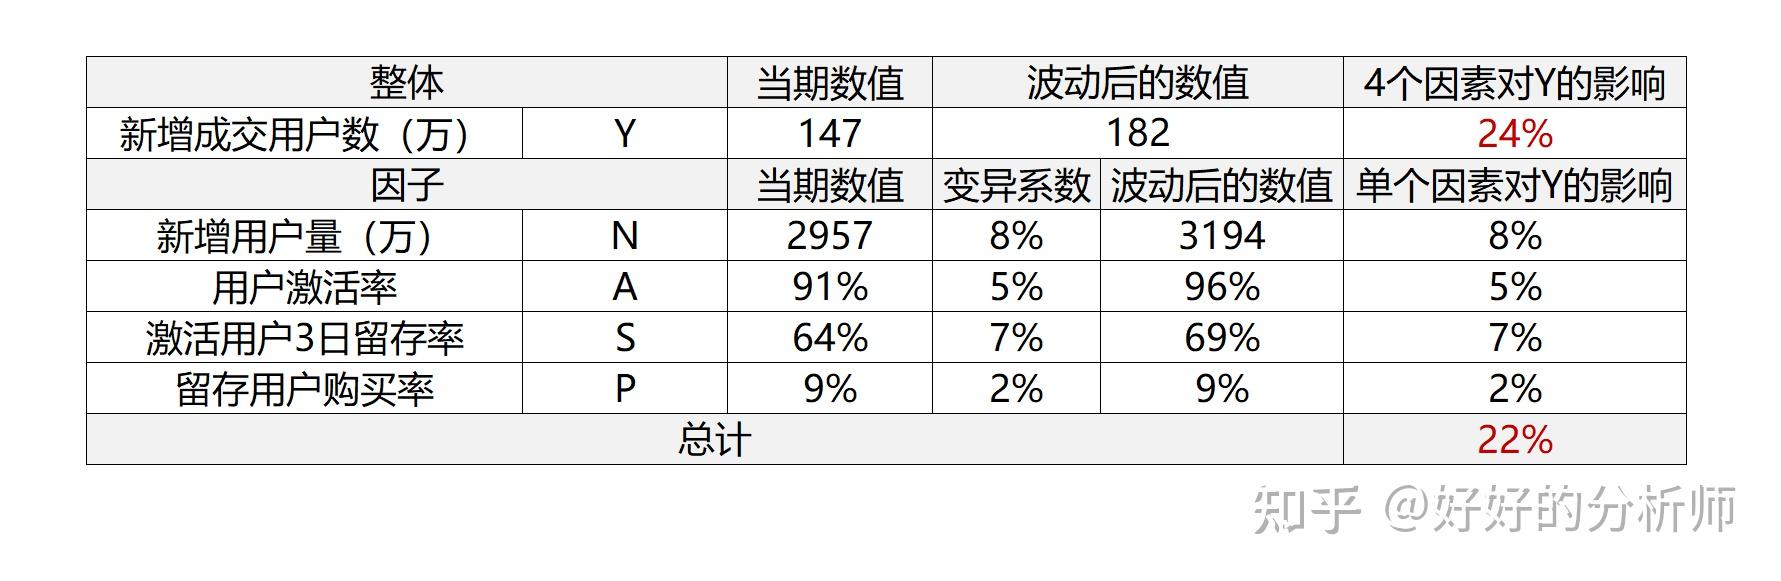 整体 当期数值 波动后的数值 4个因素对Y的影响
新增成交用户数（万） Y 147 182 24%
因子 当期数值 变异系数 波动后的数值 单个因素对Y的影响
新增用户量（万） N 2957 8% 3194 8%
用户激活率 A 91% 5% 96% 5%
激活用户3日留存率 S 64% 7% 69% 7%
留存用户购买率 P 9% 2% 9% 2%
总计 22%
知乎 @好好的分析师